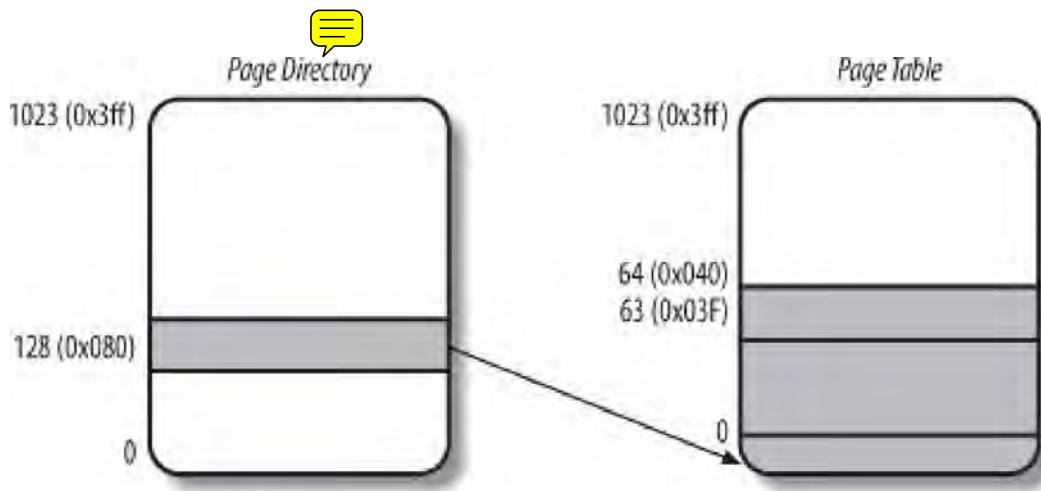 Page Directory
1023 (0x3ff)
128 (0x080)
0
Page Table
1023 (0x3ff)
64 (0x040)
63 (0x03F)
0